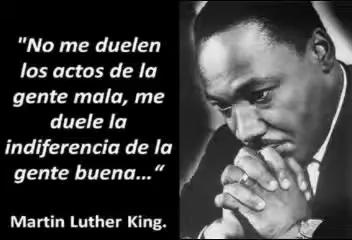 "No me duelen
los actos de la
gente mala, me
duele la
indiferencia de la
gente buena...“
Martin Luther King.